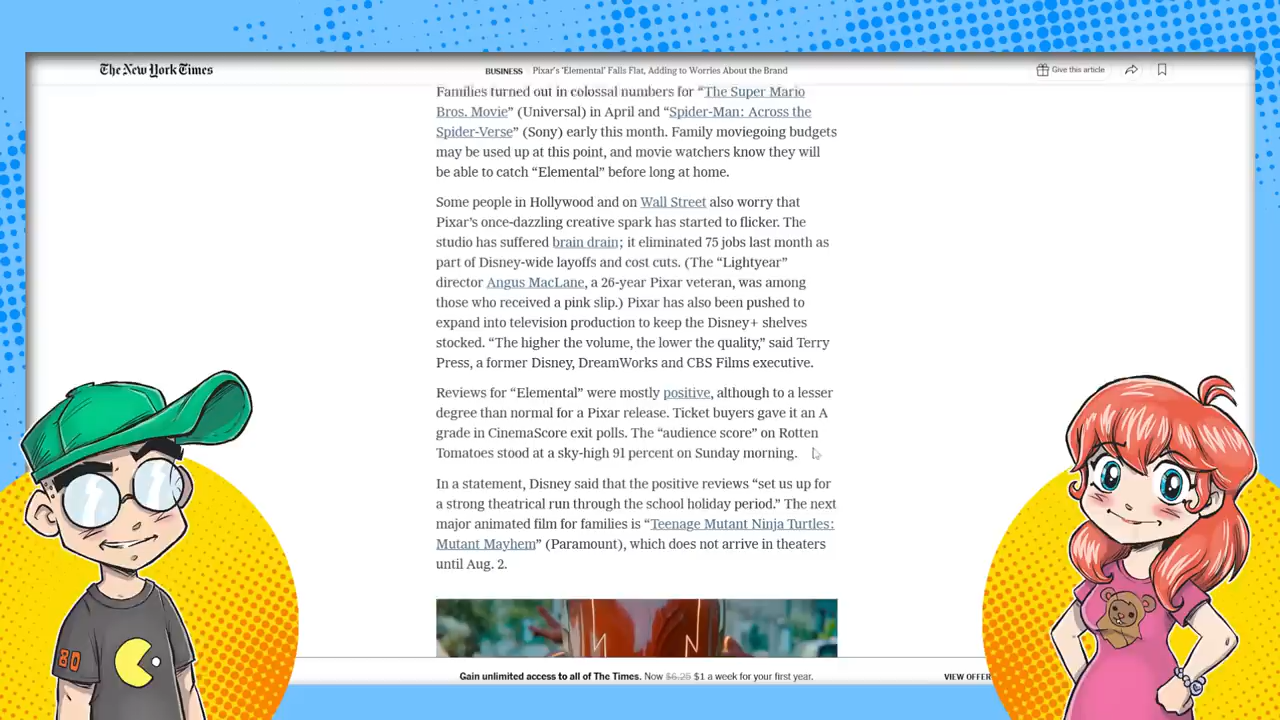 The New York Times
BUSINESS Pixar's 'Elemental' Falls Flat, Adding to Worries About the Brand
Give this article
Families turned out in colossal numbers for “The Super Mario
Bros. Movie” (Universal) in April and “Spider-Man: Across the
Spider-Verse” (Sony) early this month. Family moviegoing budgets
may be used up at this point, and movie watchers know they will
be able to catch “Elemental” before long at home.
Some people in Hollywood and on Wall Street also worry that
Pixar’s once-dazzling creative spark has started to flicker. The
studio has suffered brain drain; it eliminated 75 jobs last month as
part of Disney-wide layoffs and cost cuts. (The “Lightyear”
director Angus MacLane, a 26-year Pixar veteran, was among
those who received a pink slip.) Pixar has also been pushed to
expand into television production to keep the Disney+ shelves
stocked. “The higher the volume, the lower the quality,” said Terry
Press, a former Disney, DreamWorks and CBS Films executive.
Reviews for “Elemental” were mostly positive, although to a lesser
degree than normal for a Pixar release. Ticket buyers gave it an A
grade in CinemaScore exit polls. The “audience score” on Rotten
Tomatoes stood at a sky-high 91 percent on Sunday morning.
In a statement, Disney said that the positive reviews “set us up for
a strong theatrical run through the school holiday period.” The next
major animated film for families is “Teenage Mutant Ninja Turtles:
Mutant Mayhem” (Paramount), which does not arrive in theaters
until Aug. 2.
80
Gain unlimited access to all of The Times. Now $6.25 $1 a week for your first year.
VIEW OFFER